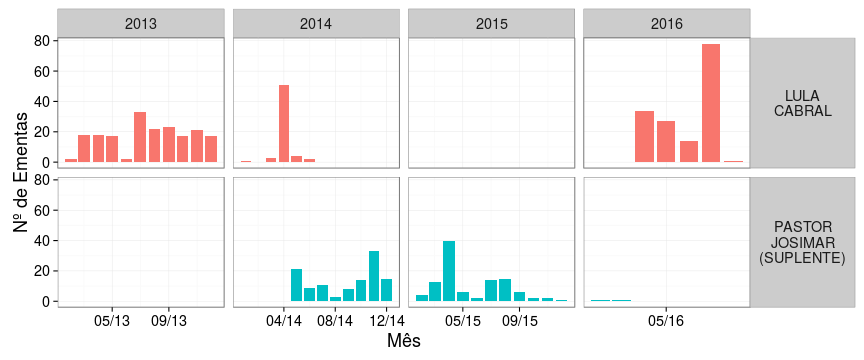 2013 2014 2015 2016
80
60
40
20
0
LULA
CABRAL
80
60
40
20
0
PASTOR
JOSIMAR
(SUPLENTE)
Nº de Ementas
05/13 09/13 04/14 08/14 12/14 05/15 09/15 05/16
Mês